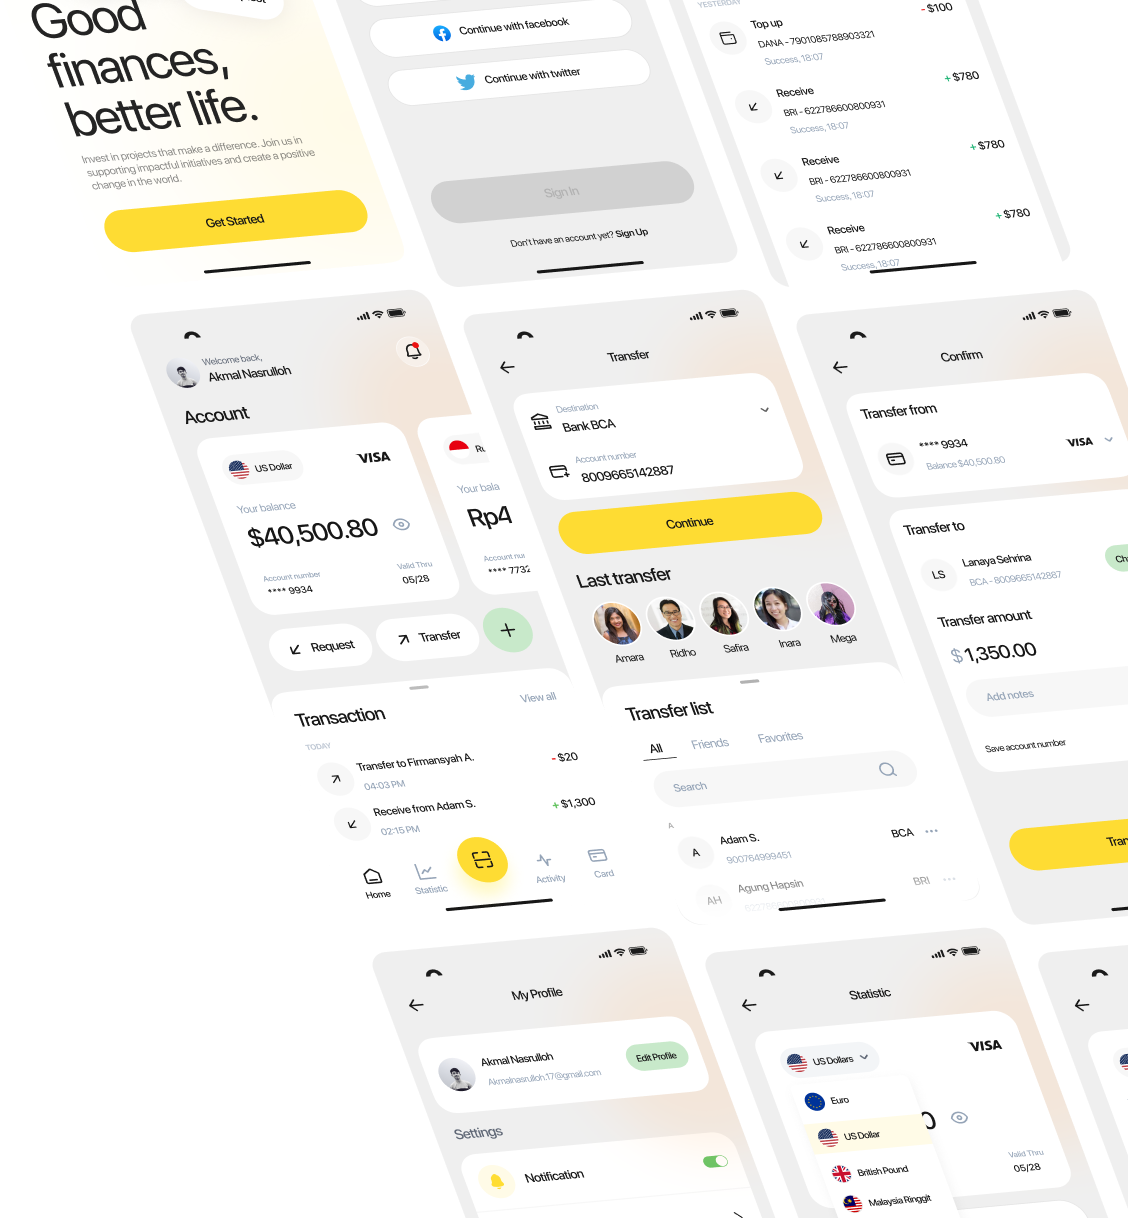 Good
finances,
better life.
Invest in projects that make a difference. Join us in
supporting impactful initiatives and create a positive
change in the world.
Get Started
Continue with facebook
Continue with twitter
Sign In
Don't have an account yet? Sign Up
YESTERDAY
Top up
- $100
DANA - 7901085788903321
Success, 18:07
Receive
+ $780
BRI - 622786600800931
Success, 18:07
Receive
+ $780
BRI - 622786600800931
Success, 18:07
Receive
+ $780
BRI - 622786600800931
Success, 18:07
Welcome back,
Akmal Nasrulloh
Account
US Dollar
VISA
Your balance
$40,500.80
Account number
**** 9934
Valid Thru
05/28
Ru
Your bala
Rp4
Account nur
**** 7732
Request
Transfer
Transaction
View all
TODAY
Transfer to Firmansyah A.
- $20
04:03 PM
Receive from Adam S.
+ $1,300
02:15 PM
Home
Statistic
Activity
Card
Transfer
Destination
Bank BCA
Account number
8009665142887
Continue
Last transfer
Amara
Ridho
Safira
Inara
Mega
Transfer list
All
Friends
Favorites
Search
A
A
Adam S.
BCA
900764999451
AH
Agung Hapsin
BRI
Confirm
Transfer from
**** 9934
Balance $40,500.80
VISA
Transfer to
LS
Lanaya Sehrina
BCA - 8009665142887
Ch
Transfer amount
$ 1,350.00
Add notes
Save account number
Tran
My Profile
Akmal Nasrulloh
Akmalnasrulloh.17@gmail.com
Edit Profile
Settings
Notification
Statistic
US Dollars
VISA
Euro
US Dollar
British Pound
Malaysia Ringgit
0
Valid Thru
05/28